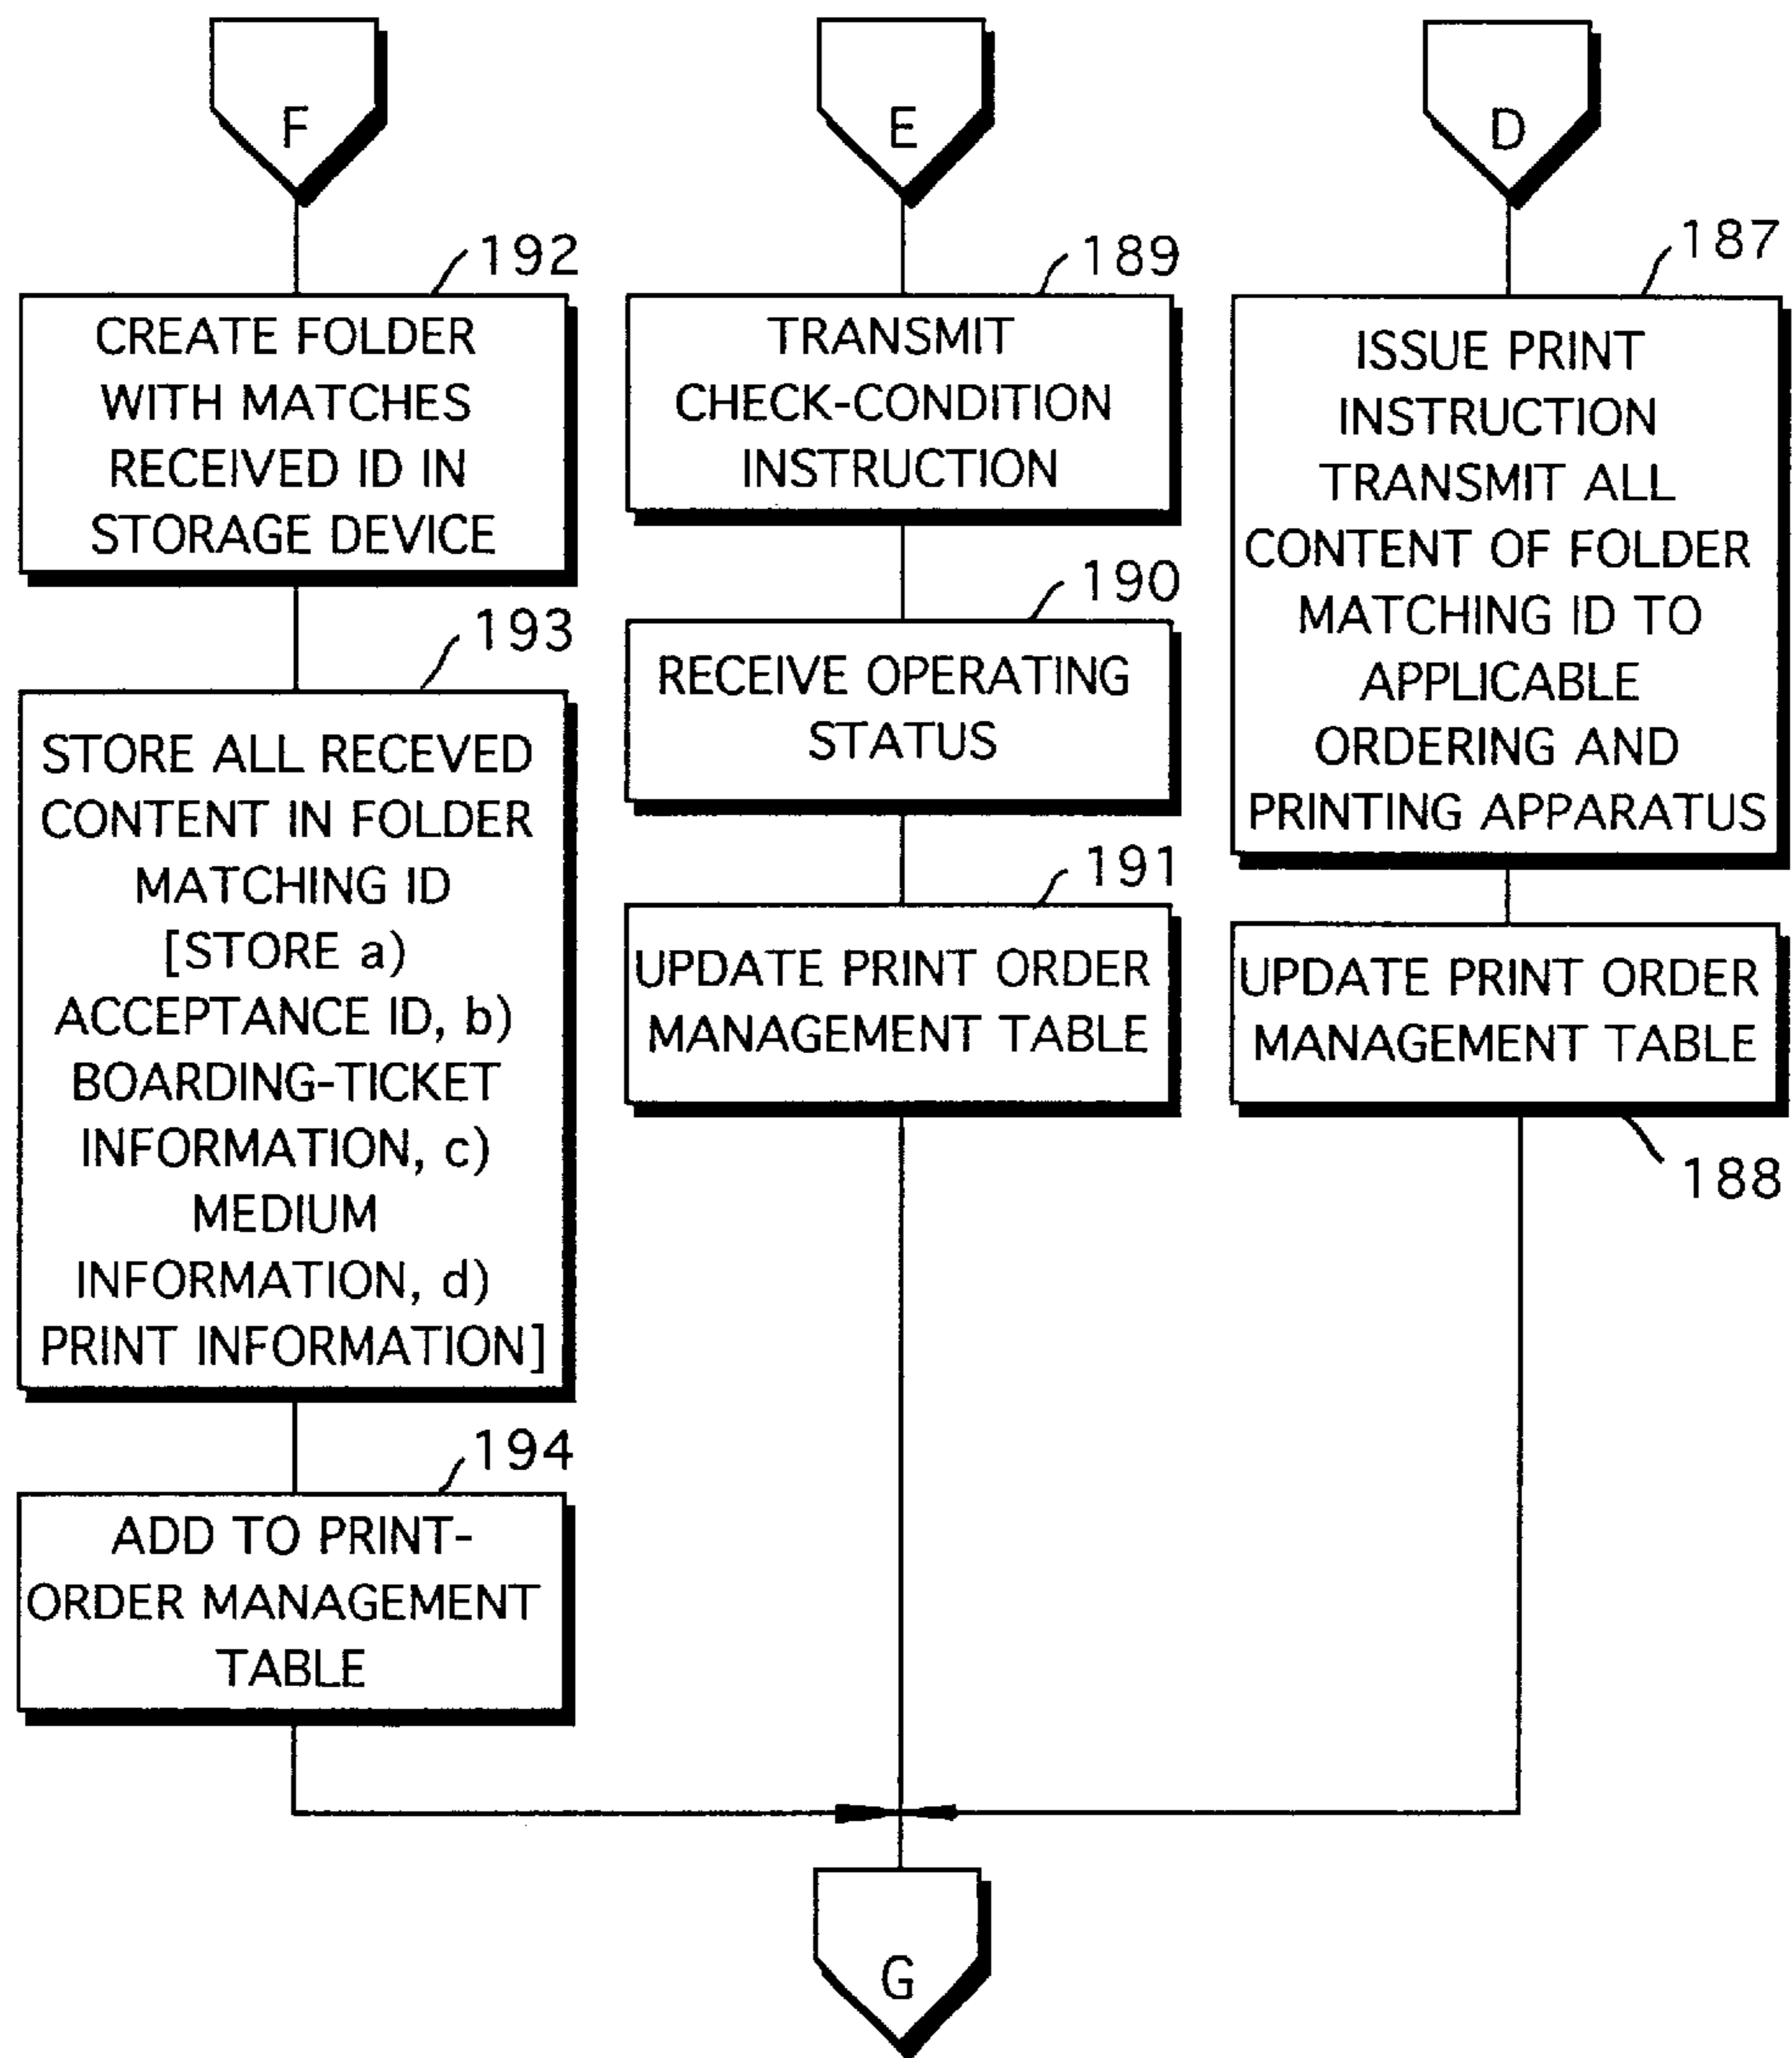 F
192
CREATE FOLDER
WITH MATCHES
RECEIVED ID IN
STORAGE DEVICE
193
STORE ALL RECEVED
CONTENT IN FOLDER
MATCHING ID
[STORE a)
ACCEPTANCE ID, b)
BOARDING-TICKET
INFORMATION, c)
MEDIUM
INFORMATION, d)
PRINT INFORMATION]
194
ADD TO PRINT-
ORDER MANAGEMENT
TABLE
E
189
TRANSMIT
CHECK-CONDITION
INSTRUCTION
190
RECEIVE OPERATING
STATUS
191
UPDATE PRINT ORDER
MANAGEMENT TABLE
D
187
ISSUE PRINT
INSTRUCTION
TRANSMIT ALL
CONTENT OF FOLDER
MATCHING ID TO
APPLICABLE
ORDERING AND
PRINTING APPARATUS
UPDATE PRINT ORDER
MANAGEMENT TABLE
188
G